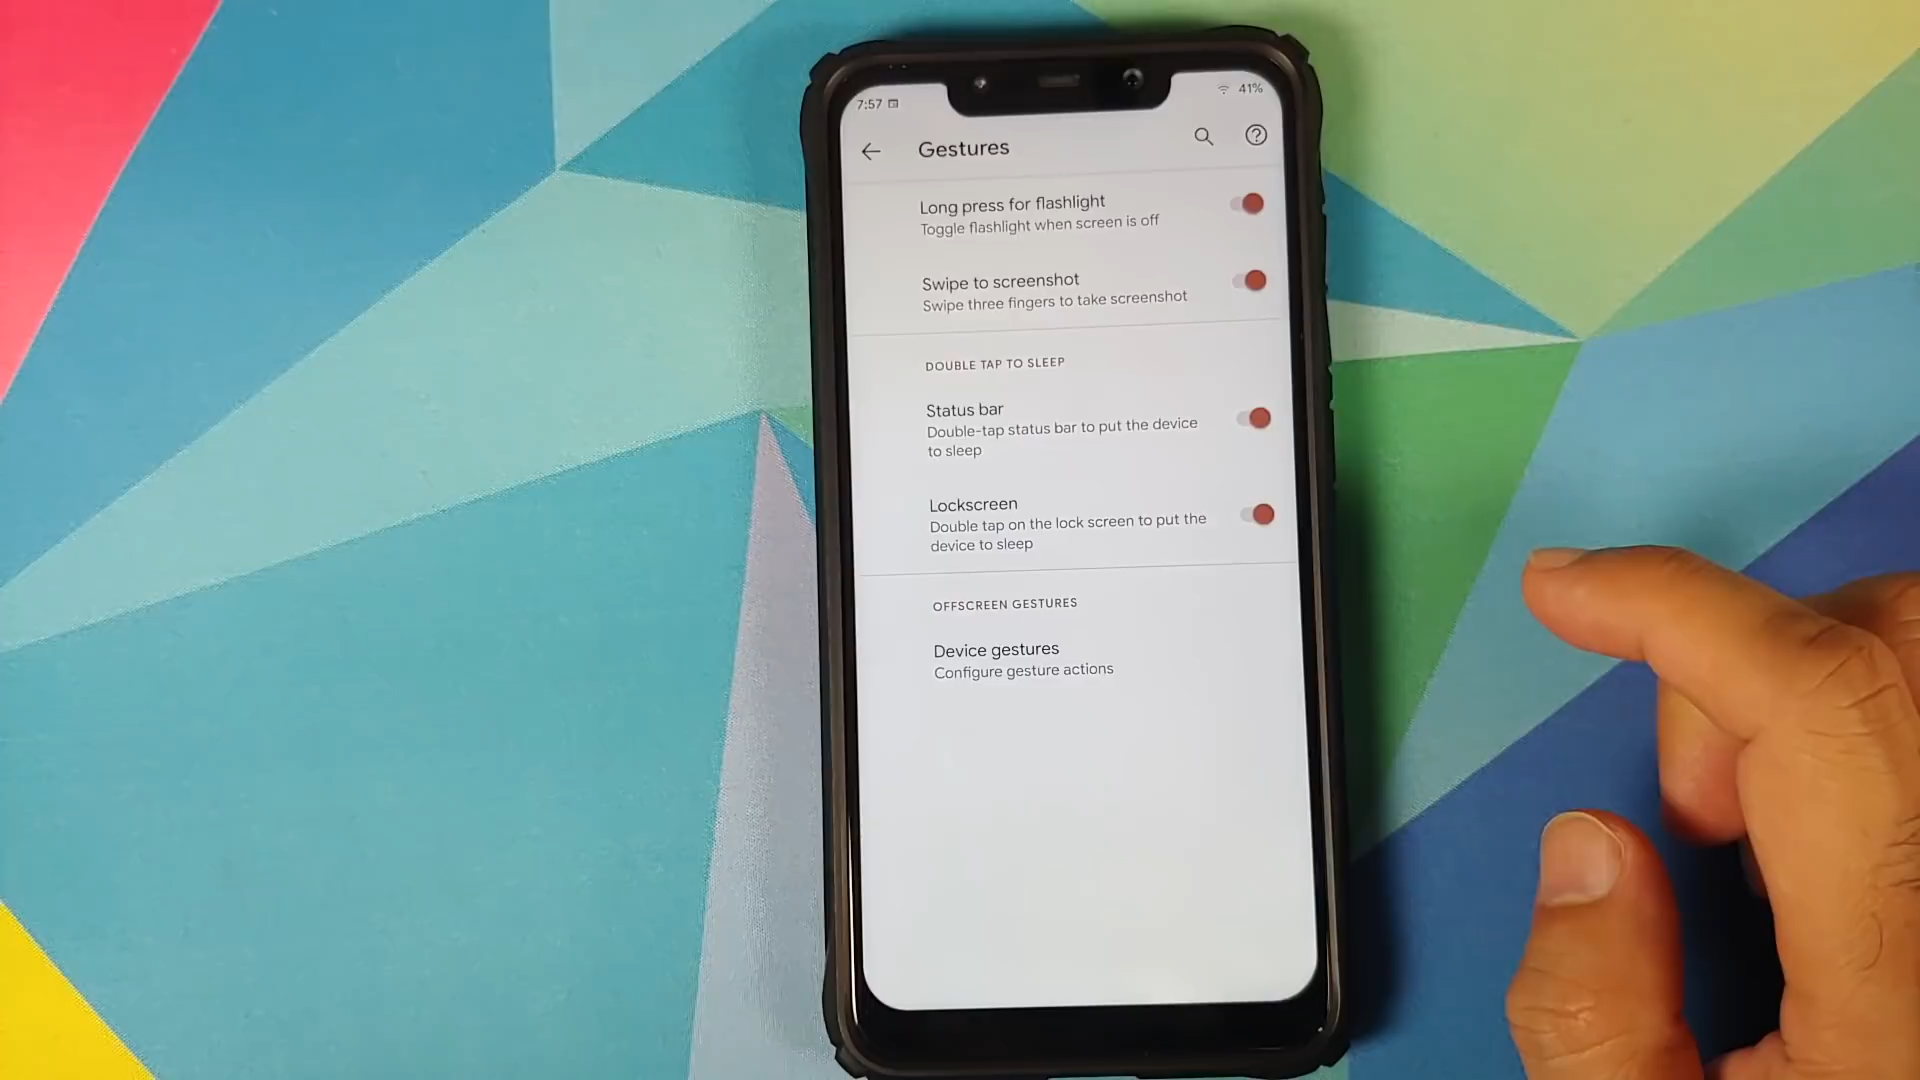 7:57
41%
Gestures
Long press for flashlight
Toggle flashlight when screen is off
Swipe to screenshot
Swipe three fingers to take screenshot
DOUBLE TAP TO SLEEP
Status bar
Double-tap status bar to put the device
to sleep
Lockscreen
Double tap on the lock screen to put the
device to sleep
OFFSCREEN GESTURES
Device gestures
Configure gesture actions